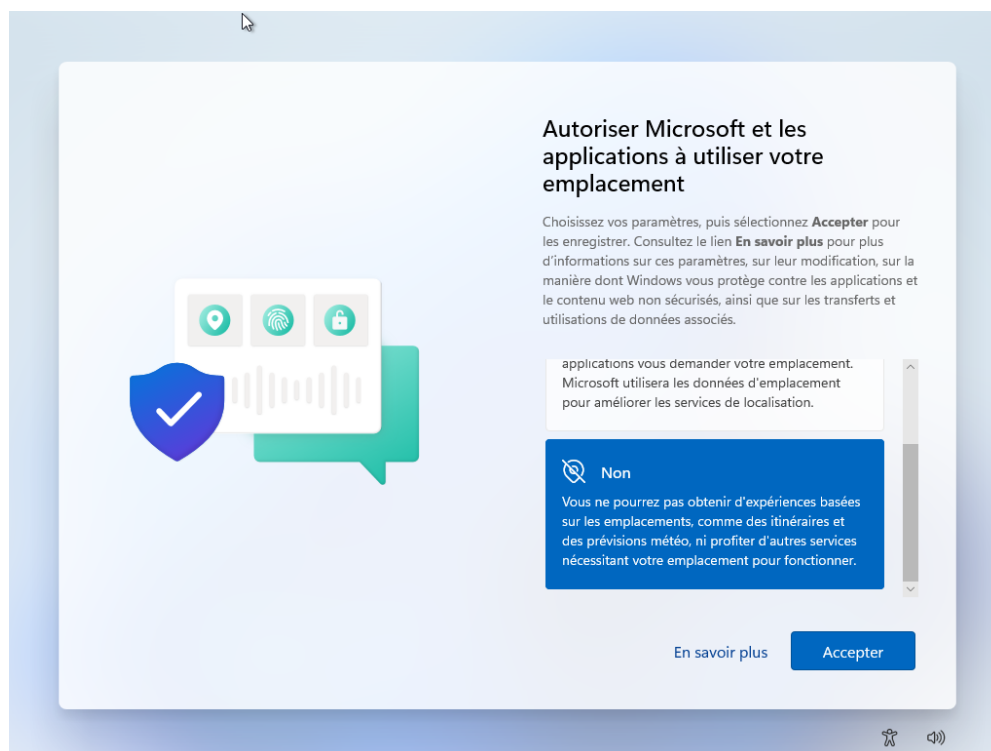 Autoriser Microsoft et les
applications à utiliser votre
emplacement
Choisissez vos paramètres, puis sélectionnez Accepter pour
les enregistrer. Consultez le lien En savoir plus pour plus
d'informations sur ces paramètres, sur leur modification, sur la
manière dont Windows vous protège contre les applications et
le contenu web non sécurisés, ainsi que sur les transferts et
utilisations de données associés.
applications vous demander votre emplacement.
Microsoft utilisera les données d'emplacement
pour améliorer les services de localisation.
Non
Vous ne pourrez pas obtenir d'expériences basées
sur les emplacements, comme des itinéraires et
des prévisions météo, ni profiter d'autres services
nécessitant votre emplacement pour fonctionner.
En savoir plus
Accepter